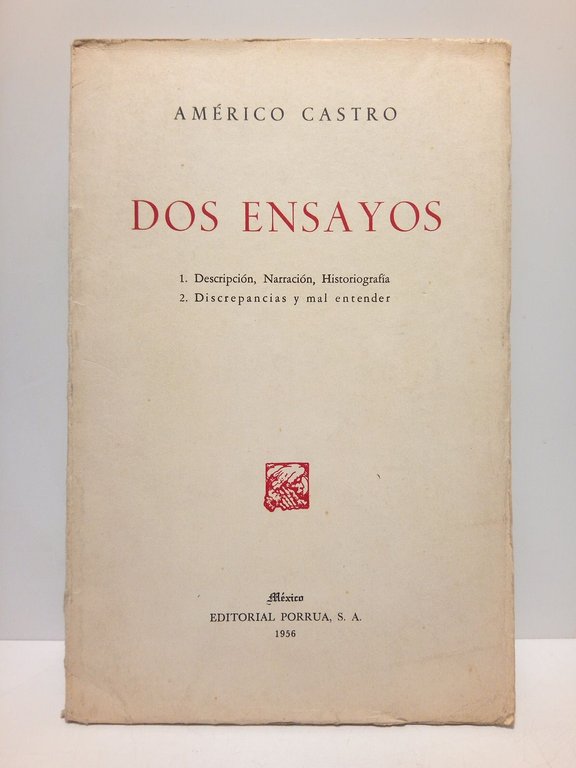 AMÉRICO CASTRO
DOS ENSAYOS
1. Descripción, Narración, Historiografía
2. Discrepancias y mal entender
México
EDITORIAL PORRUA, S. A.
1956